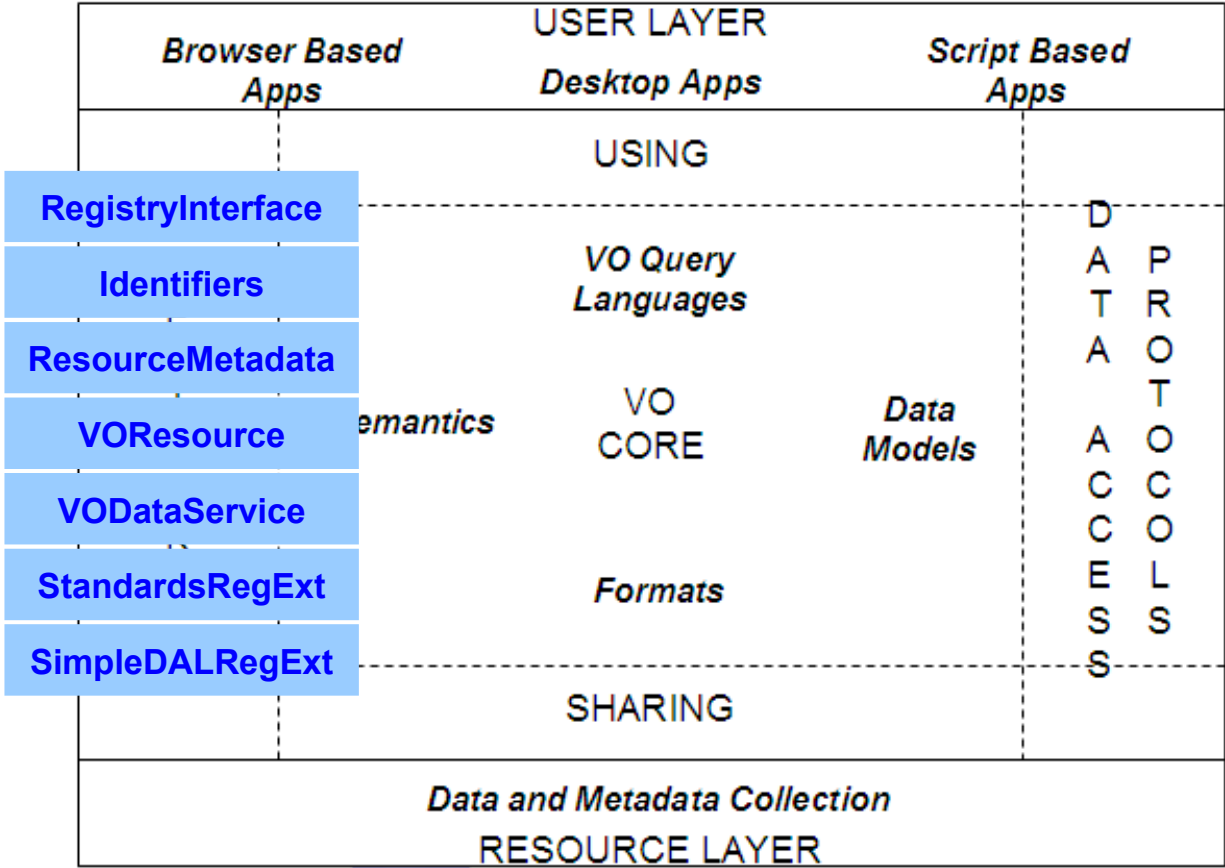 USER LAYER
Browser Based
Apps
Desktop Apps
Script Based
Apps
USING
RegistryInterface
Identifiers
ResourceMetadata
VOResource
VODataService
StandardsRegExt
SimpleDALRegExt
VO Query
Languages
emantics
VO
CORE
Data
Models
Formats
DATA ACCESS
PROTOCOLS
SHARING
Data and Metadata Collection
RESOURCE LAYER